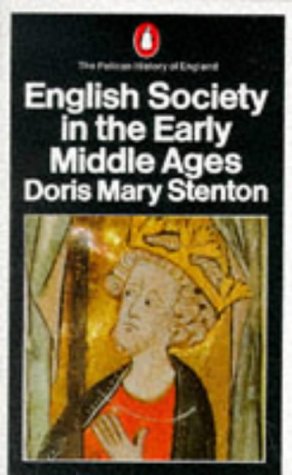 The Pelican History of England
English Society
in the Early
Middle Ages
Doris Mary Stenton